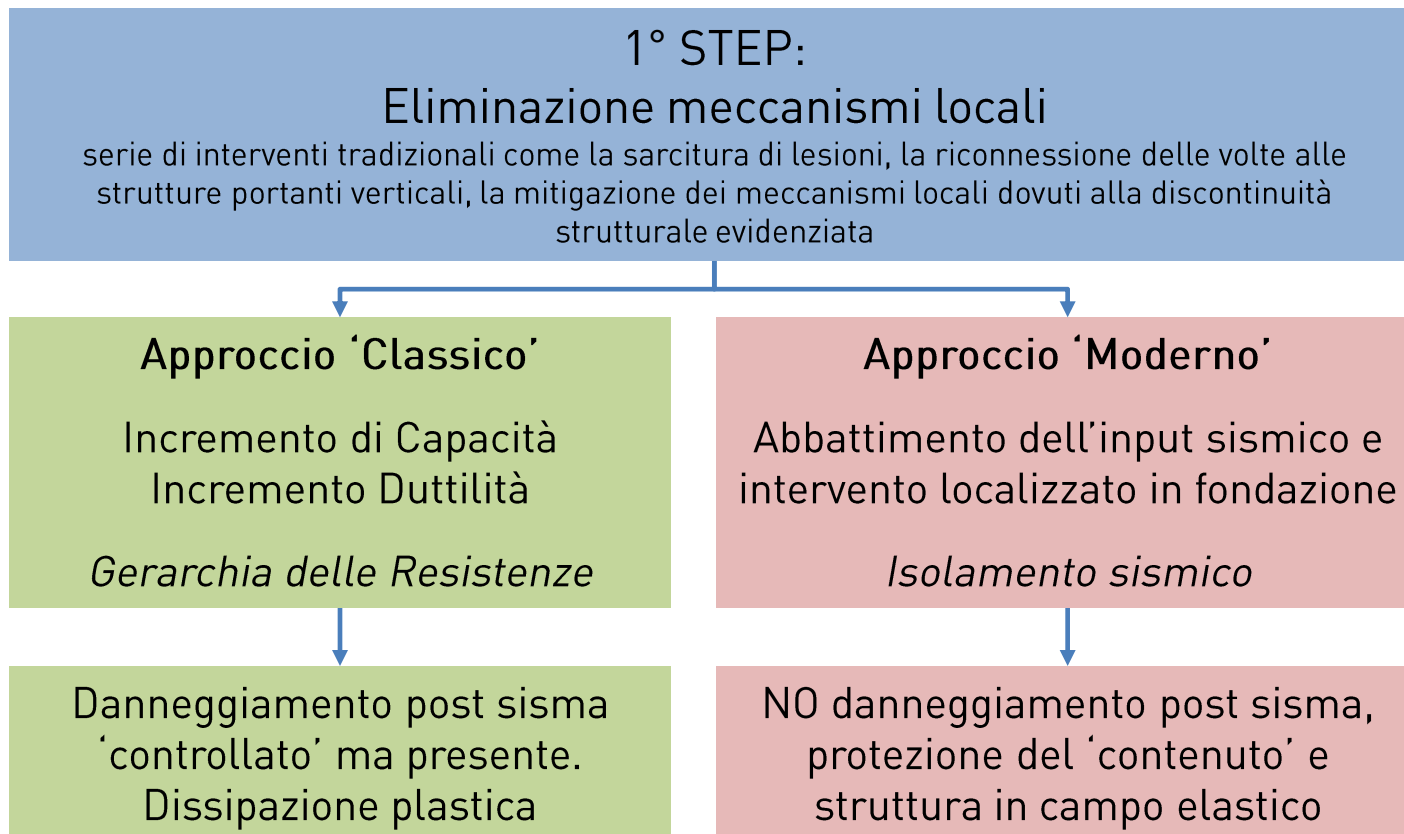 1° STEP:
Eliminazione meccanismi locali
serie di interventi tradizionali come la sarcitura di lesioni, la riconnessione delle volte alle
strutture portanti verticali, la mitigazione dei meccanismi locali dovuti alla discontinuità
strutturale evidenziata
Approccio ‘Classico’
Incremento di Capacità
Incremento Duttilità
Gerarchia delle Resistenze
Approccio ‘Moderno’
Abbattimento dell’input sismico e
intervento localizzato in fondazione
Isolamento sismico
Danneggiamento post sisma
‘controllato’ ma presente.
Dissipazione plastica
NO danneggiamento post sisma,
protezione del ‘contenuto’ e
struttura in campo elastico